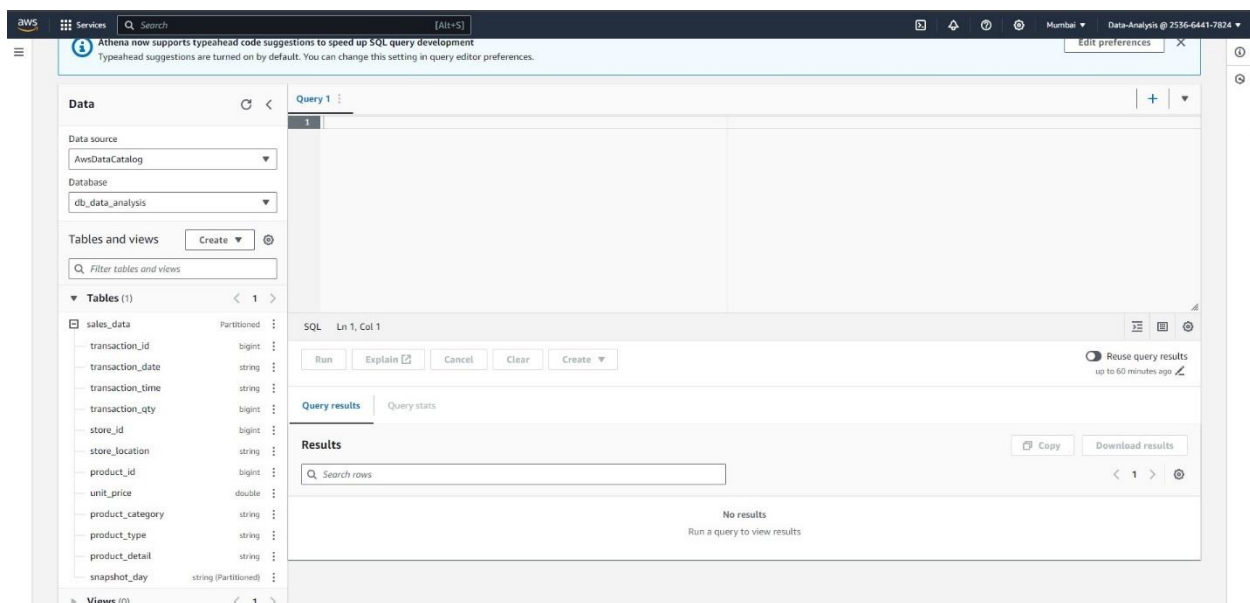 aws Services Search [Alt+S] Mumbai Data-Analysis @ 2536-6441-7824
Athena now supports typeahead code suggestions to speed up SQL query development
Typeahead suggestions are turned on by default. You can change this setting in query editor preferences.
Edit preferences
Data
Data source
AwsDataCatalog
Database
db_data_analysis
Tables and views Create
Filter tables and views
Tables (1) < 1 >
sales_data Partitioned
transaction_id bigint
transaction_date string
transaction_time string
transaction_qty bigint
store_id bigint
store_location string
product_id bigint
unit_price double
product_category string
product_type string
product_detail string
snapshot_day string (Partitioned)
Views (0) < 1 >
Query 1
1
SQL Ln 1, Col 1
Run Explain Cancel Clear Create
Reuse query results
up to 60 minutes ago
Query results Query stats
Results
Copy Download results
Search rows
< 1 >
No results
Run a query to view results